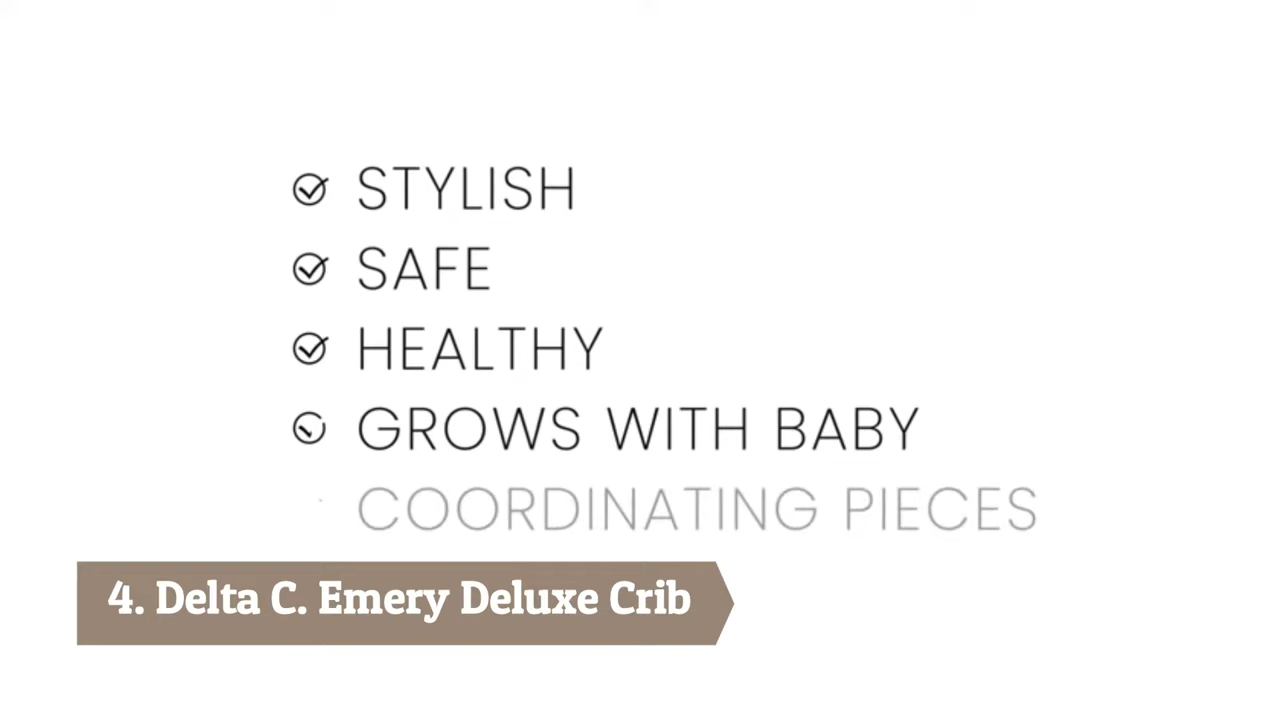 STYLISH
SAFE
HEALTHY
GROWS WITH BABY
COORDINATING PIECES
4. Delta C. Emery Deluxe Crib